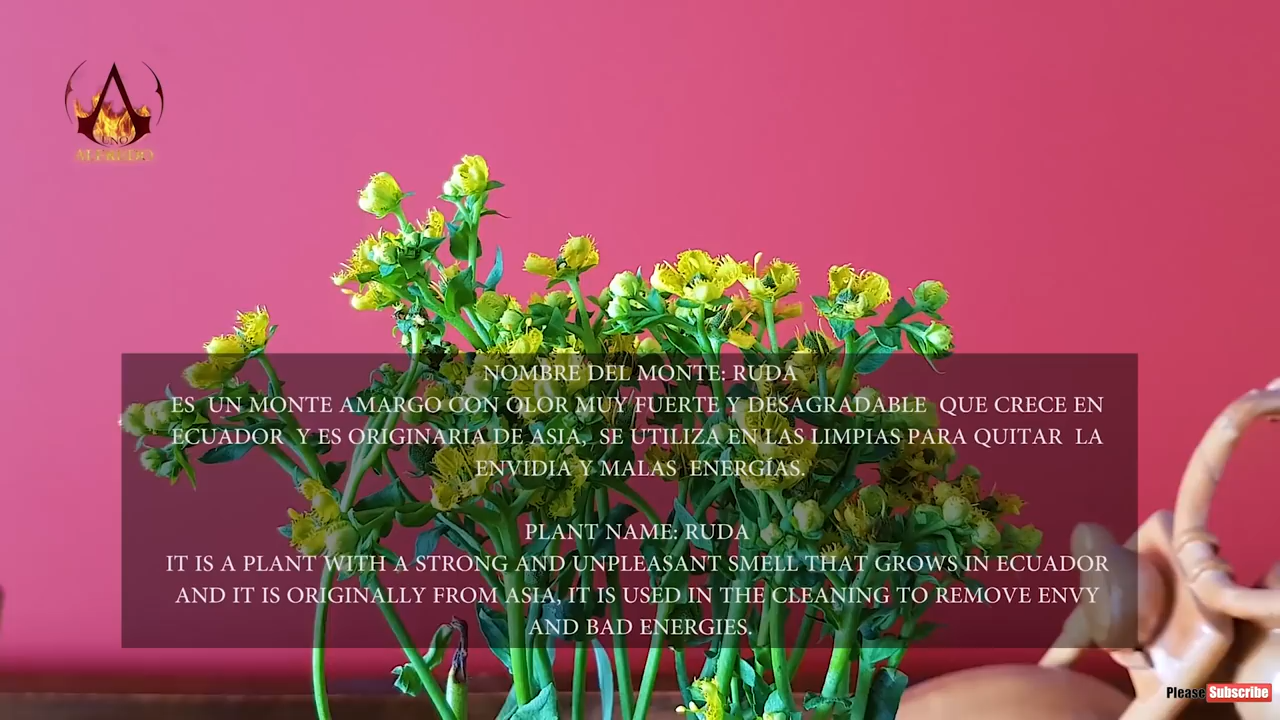 UNO
ALFREDO
NOMBRE DEL MONTE: RUDA
ES UN MONTE AMARGO CON OLOR MUY FUERTE Y DESAGRADABLE QUE CRECE EN
ECUADOR Y ES ORIGINARIA DE ASIA, SE UTILIZA EN LAS LIMPIAS PARA QUITAR LA
ENVIDIA Y MALAS ENERGÍAS.
PLANT NAME: RUDA
IT IS A PLANT WITH A STRONG AND UNPLEASANT SMELL THAT GROWS IN ECUADOR
AND IT IS ORIGINALLY FROM ASIA, IT IS USED IN THE CLEANING TO REMOVE ENVY
AND BAD ENERGIES.
Please Subscribe